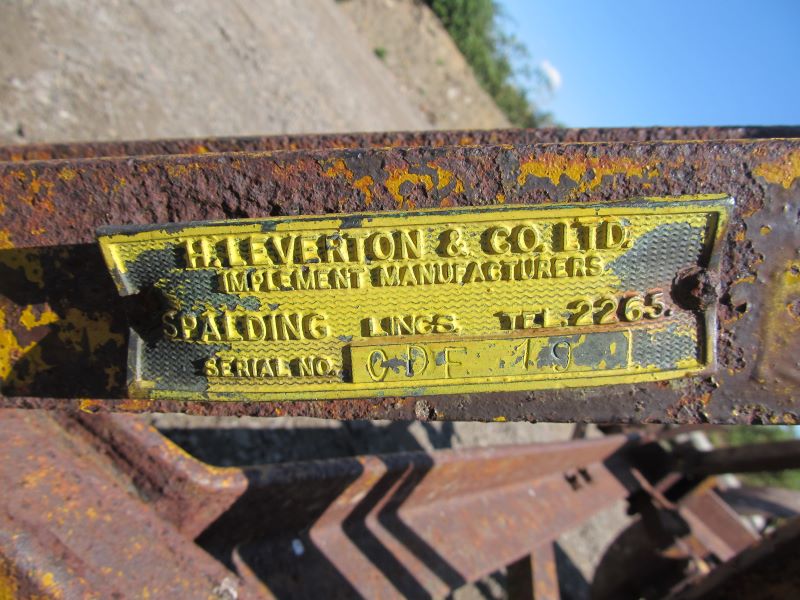 H. LEVERTON & CO. LTD.
IMPLEMENT MANUFACTURERS
SPALDING LINCS. TEL. 2265.
SERIAL NO. CDF 19